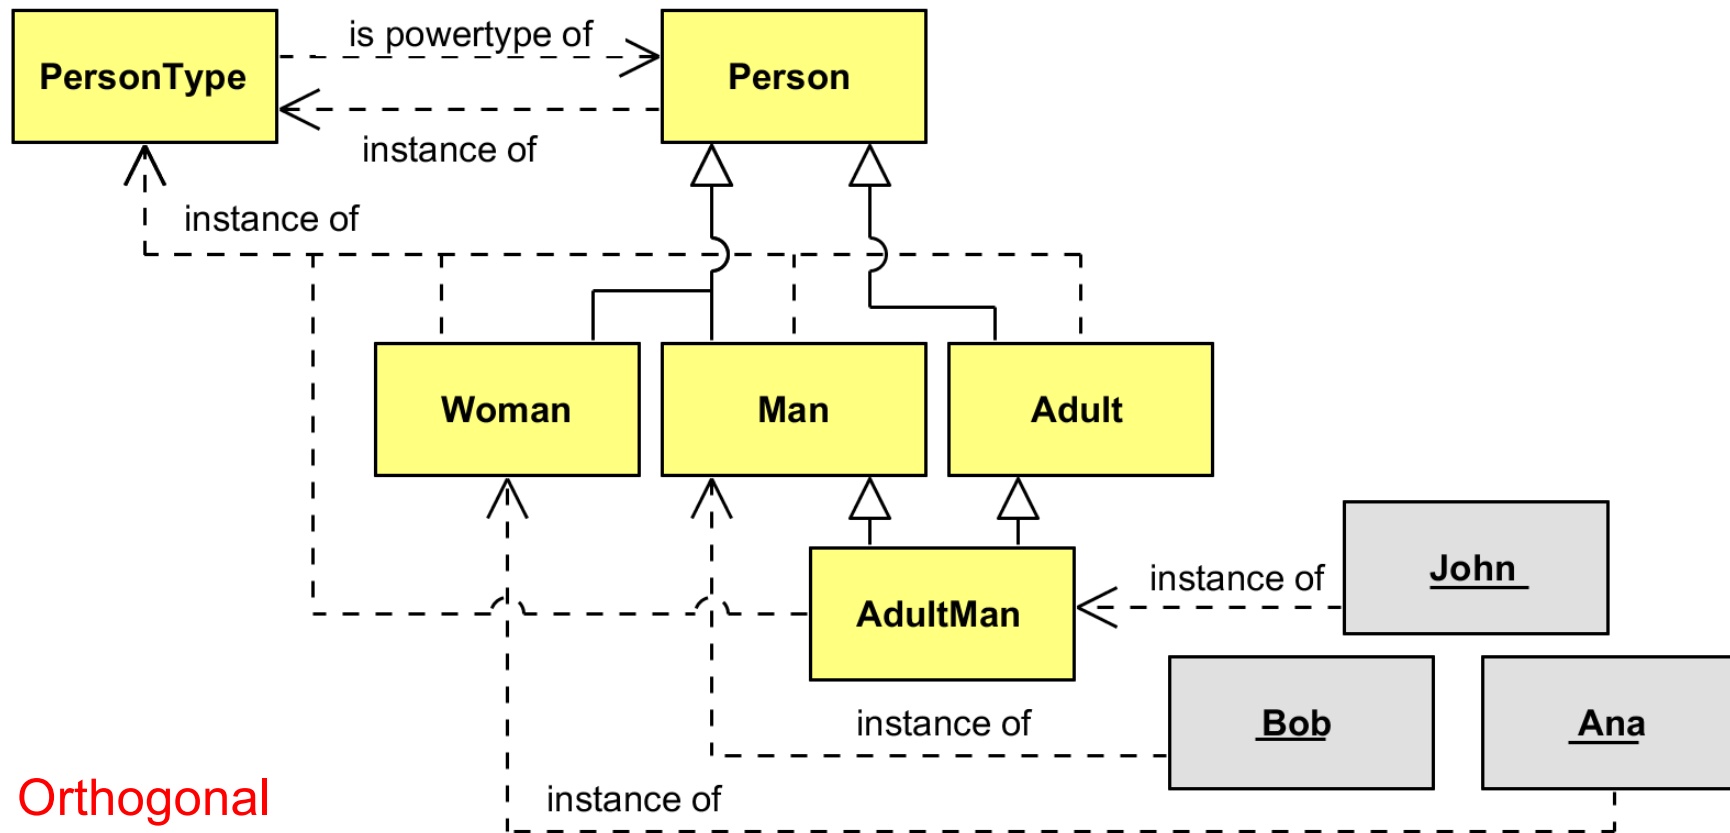 is powertype of
PersonType
Person
instance of
instance of
Woman
Man
Adult
John
instance of
AdultMan
instance of
Bob
Ana
Orthogonal
instance of